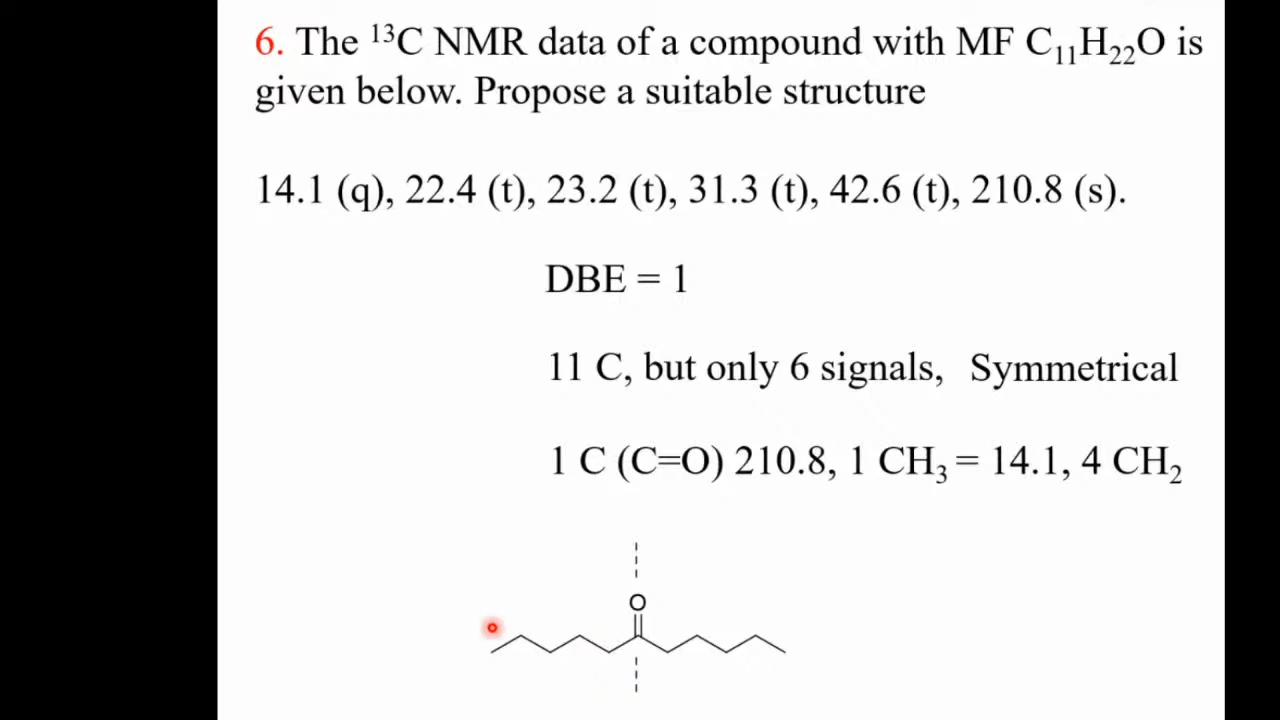 6. The ¹³C NMR data of a compound with MF C₁₁H₂₂O is
given below. Propose a suitable structure
14.1 (q), 22.4 (t), 23.2 (t), 31.3 (t), 42.6 (t), 210.8 (s).
DBE = 1
11 C, but only 6 signals, Symmetrical
1 C (C=O) 210.8, 1 CH₃ = 14.1, 4 CH₂
O